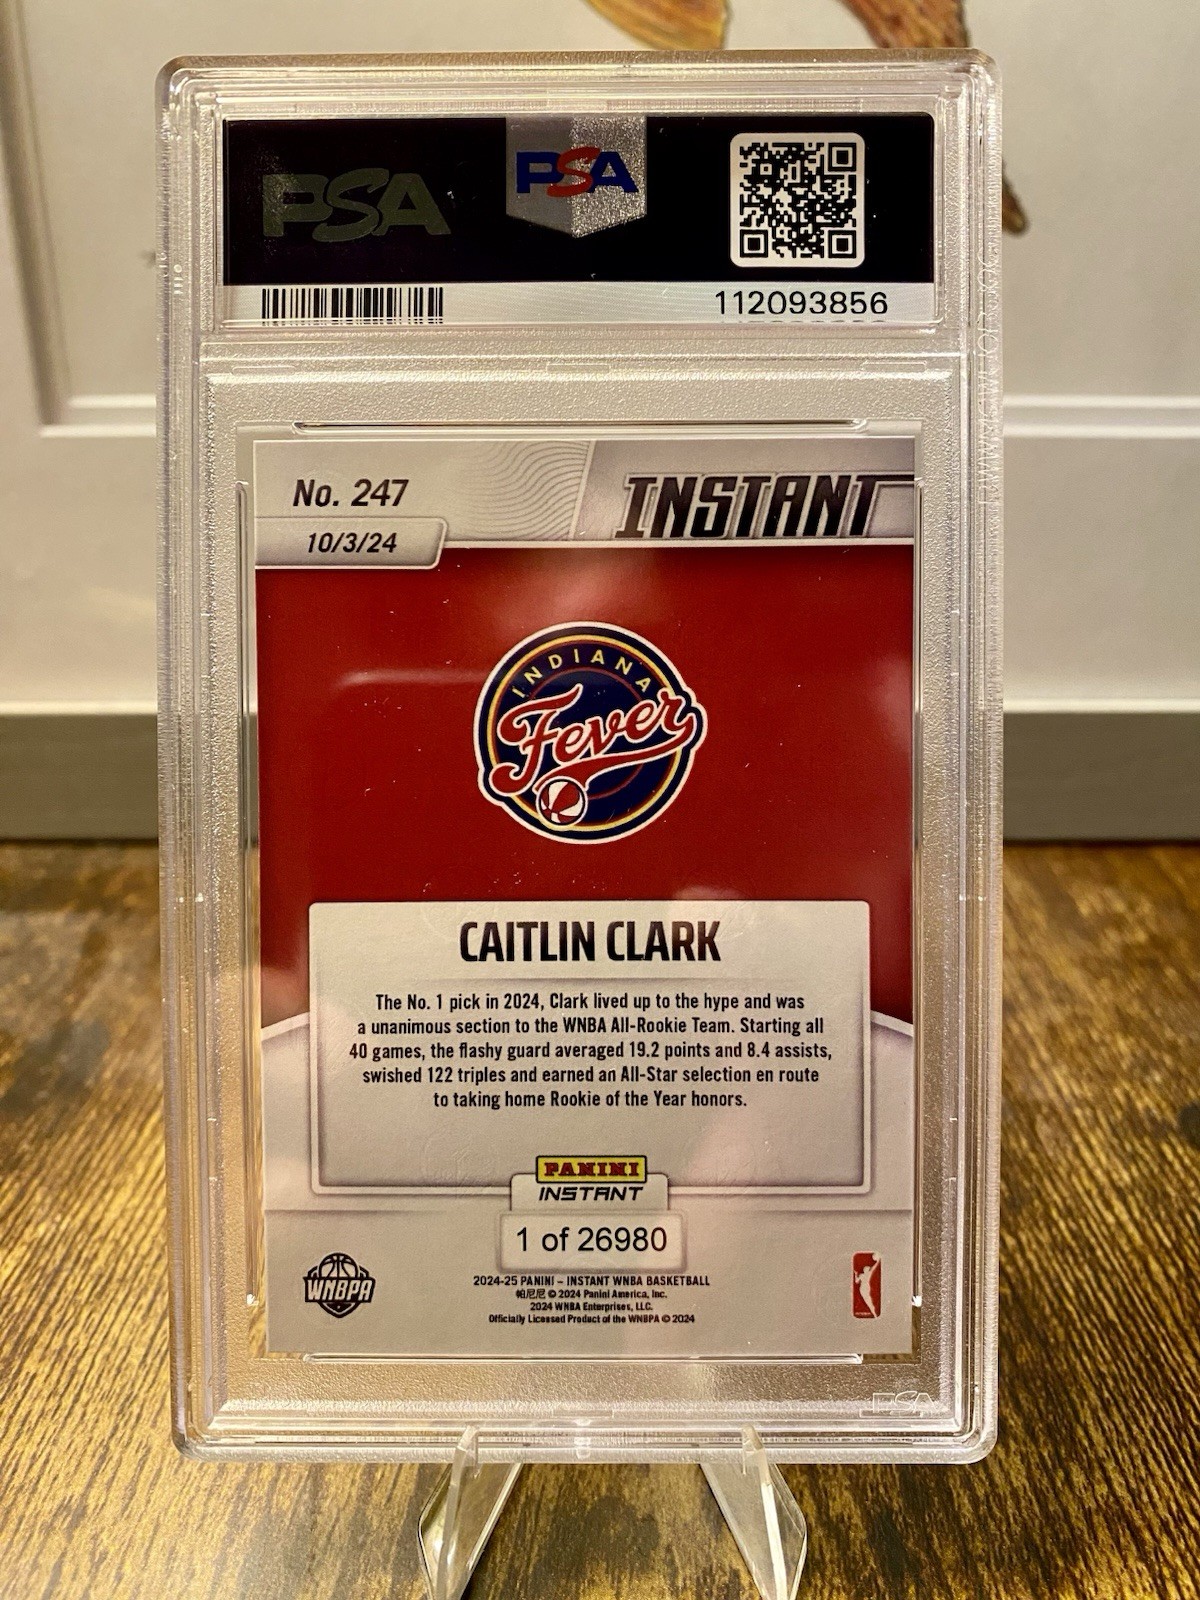 PSA
PSA
112093856
No. 247
INSTANT
10/3/24
INDIANA
Fever
CAITLIN CLARK
The No. 1 pick in 2024, Clark lived up to the hype and was
a unanimous section to the WNBA All-Rookie Team. Starting all
40 games, the flashy guard averaged 19.2 points and 8.4 assists,
swished 122 triples and earned an All-Star selection en route
to taking home Rookie of the Year honors.
PANINI
INSTANT
1 of 26980
WNBPA
2024-25 PANINI – INSTANT WNBA BASKETBALL
帕尼尼 © 2024 Panini America, Inc.
2024 WNBA Enterprises, LLC.
Officially Licensed Product of the WNBPA © 2024
PSA